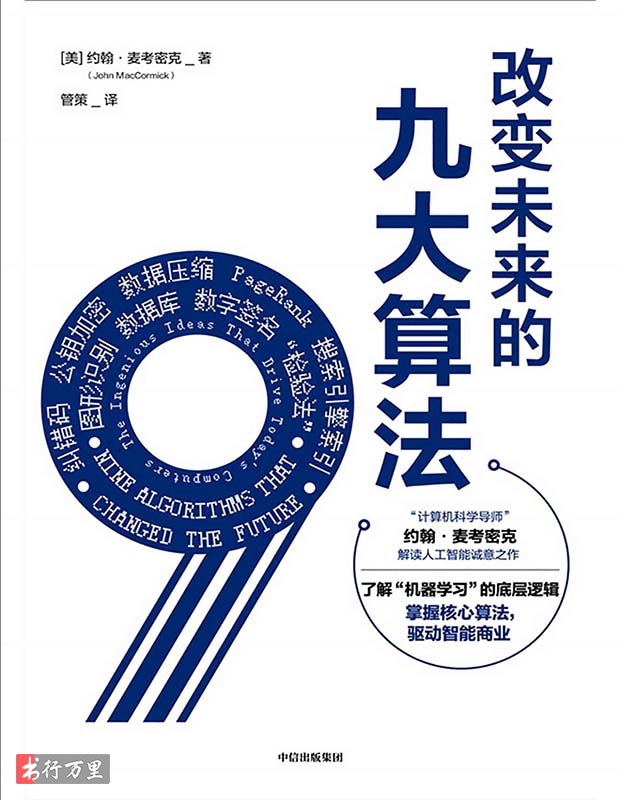 [美] 约翰·麦考密克_著
（John MacCormick）
管策_译
改变未来的
九大算法
纠错码 公钥加密 数据压缩 PageRank 搜索引擎索引
图形识别 数据库 数字签名 “检验法”
The Ingenious Ideas That Drive Today's Computers
NINE ALGORITHMS THAT
CHANGED THE FUTURE
“计算机科学导师”
约翰·麦考密克
解读人工智能诚意之作
了解“机器学习”的底层逻辑
掌握核心算法，
驱动智能商业
中信出版集团
书行万里